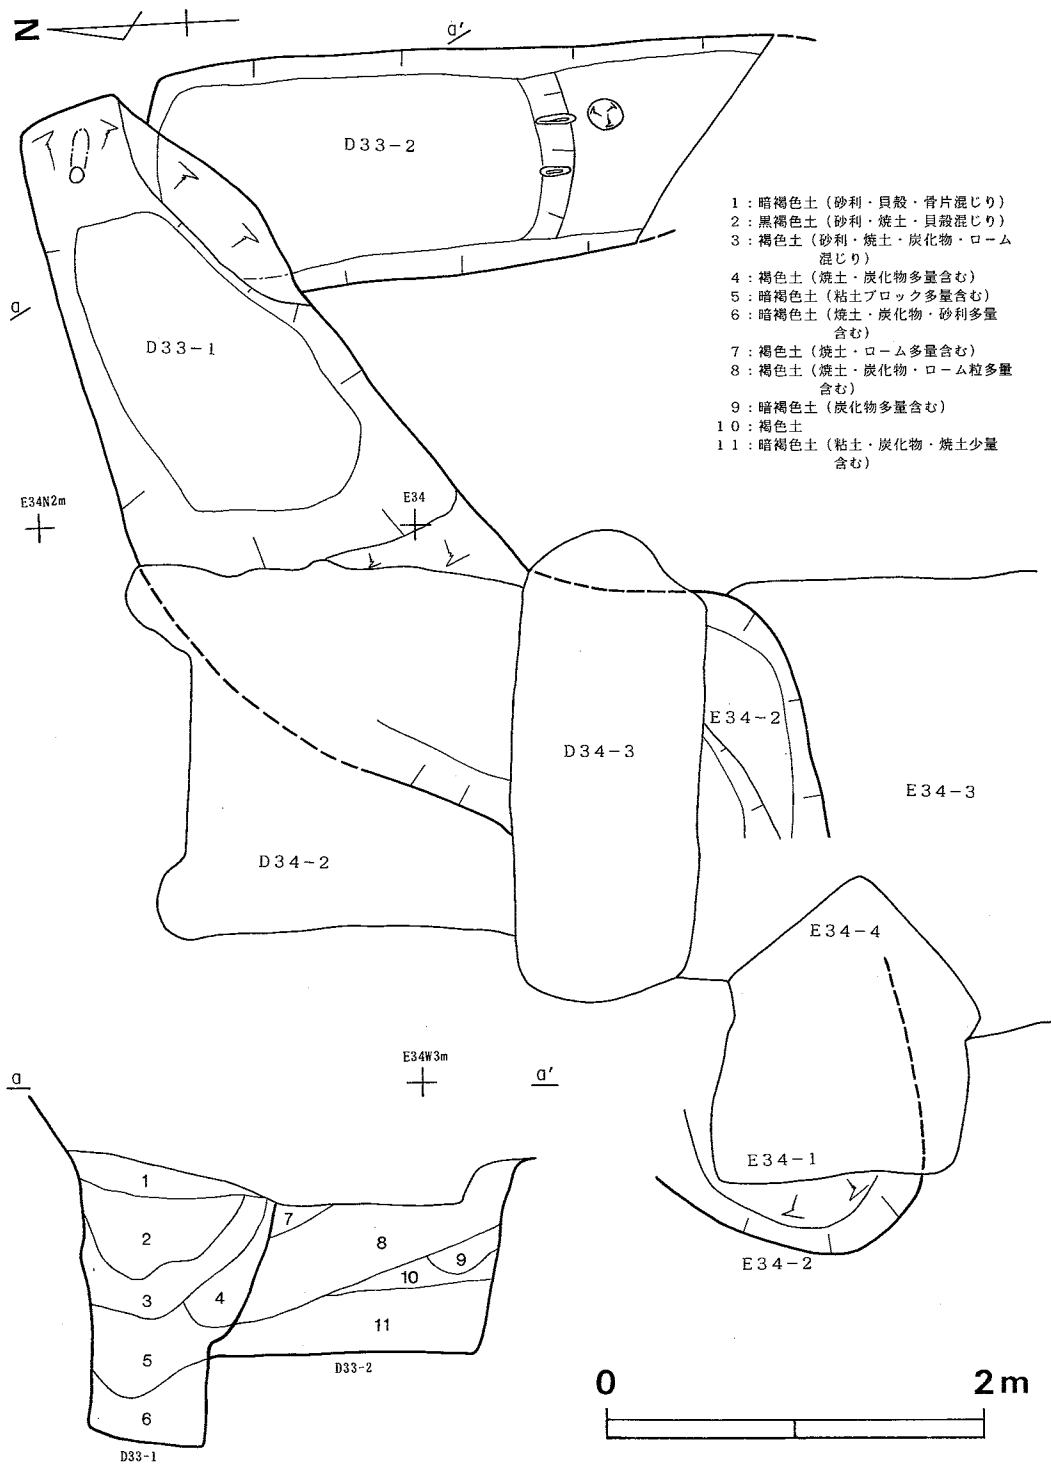 N
a'
D33-2
1：暗褐色土（砂利・貝殻・骨片混じり）
2：黒褐色土（砂利・焼土・貝殻混じり）
3：褐色土（砂利・焼土・炭化物・ローム
混じり）
4：褐色土（焼土・炭化物多量含む）
5：暗褐色土（粘土ブロック多量含む）
6：暗褐色土（焼土・炭化物・砂利多量
含む）
7：褐色土（焼土・ローム多量含む）
8：褐色土（焼土・炭化物・ローム粒多量
含む）
9：暗褐色土（炭化物多量含む）
10：褐色土
11：暗褐色土（粘土・炭化物・焼土少量
含む）
a
D33-1
E34N2m
E34
E34-2
D34-3
E34-3
D34-2
E34-4
E34W3m
a
a'
E34-1
E34-2
1
2
3
4
5
6
7
8
9
10
11
D33-2
D33-1
0
2m